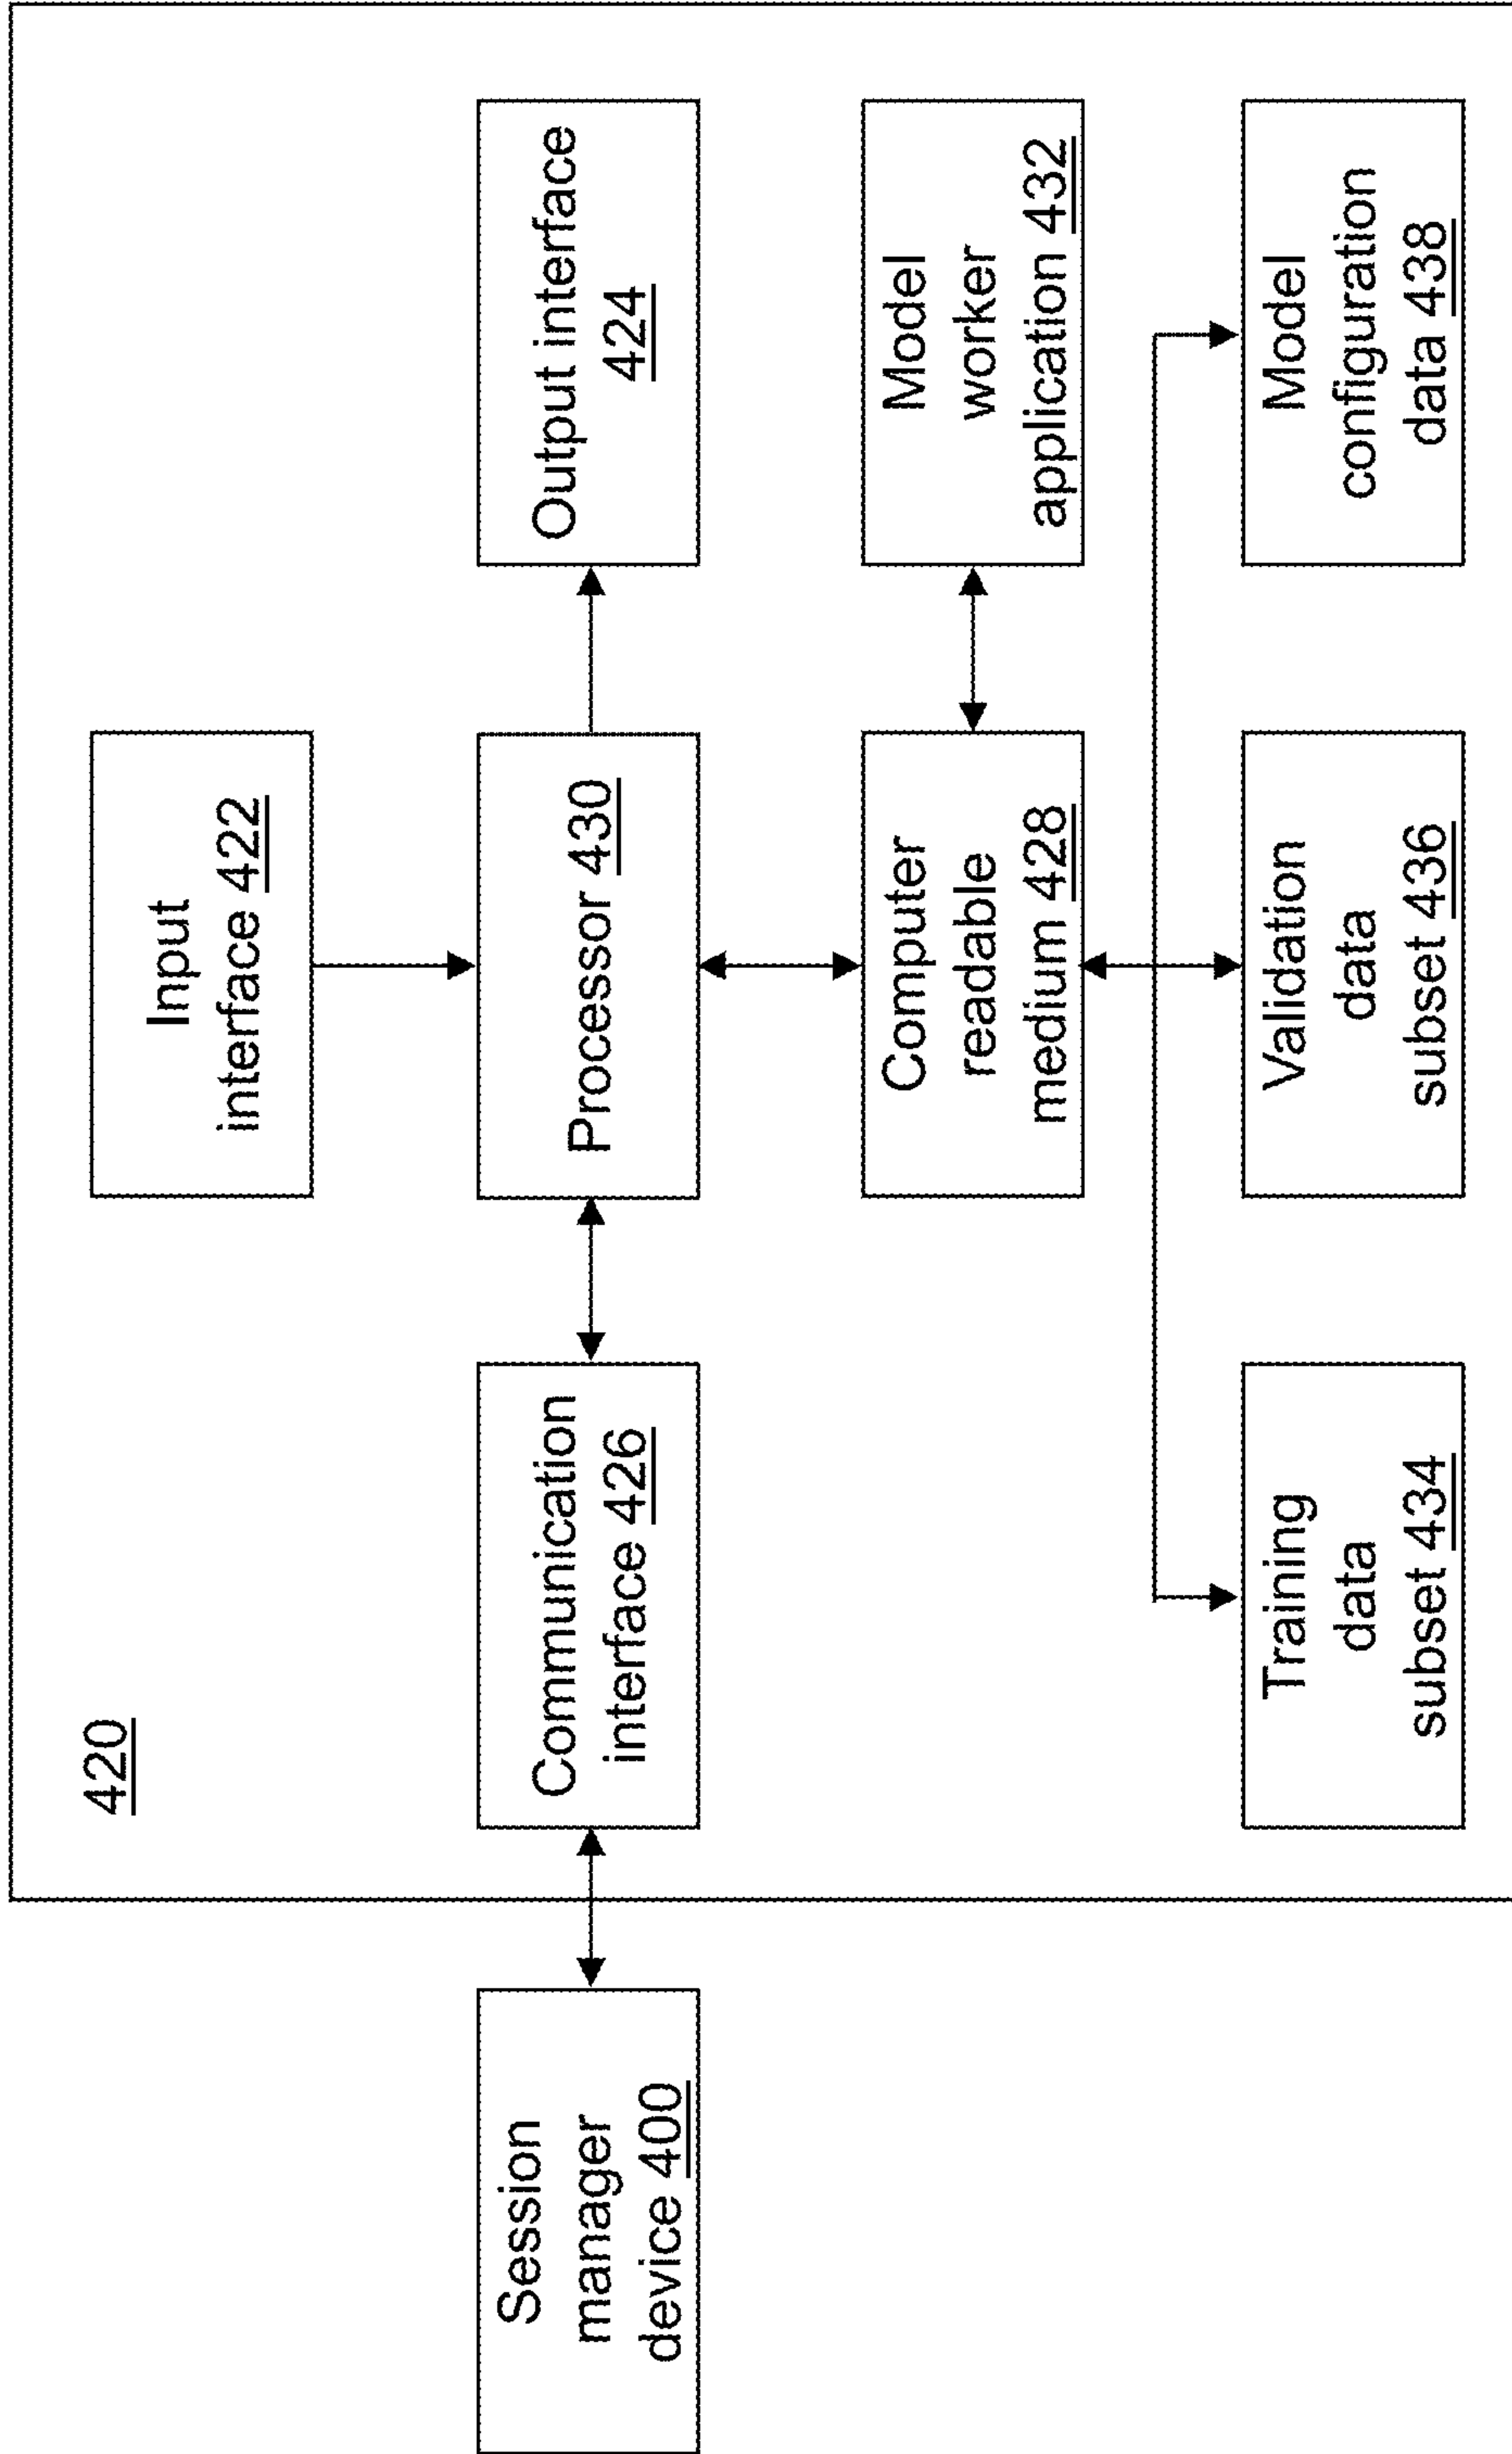 420
Input
interface 422
Session
manager
device 400
Communication
interface 426
Processor 430
Output interface
424
Computer
readable
medium 428
Model
worker
application 432
Training
data
subset 434
Validation
data
subset 436
Model
configuration
data 438